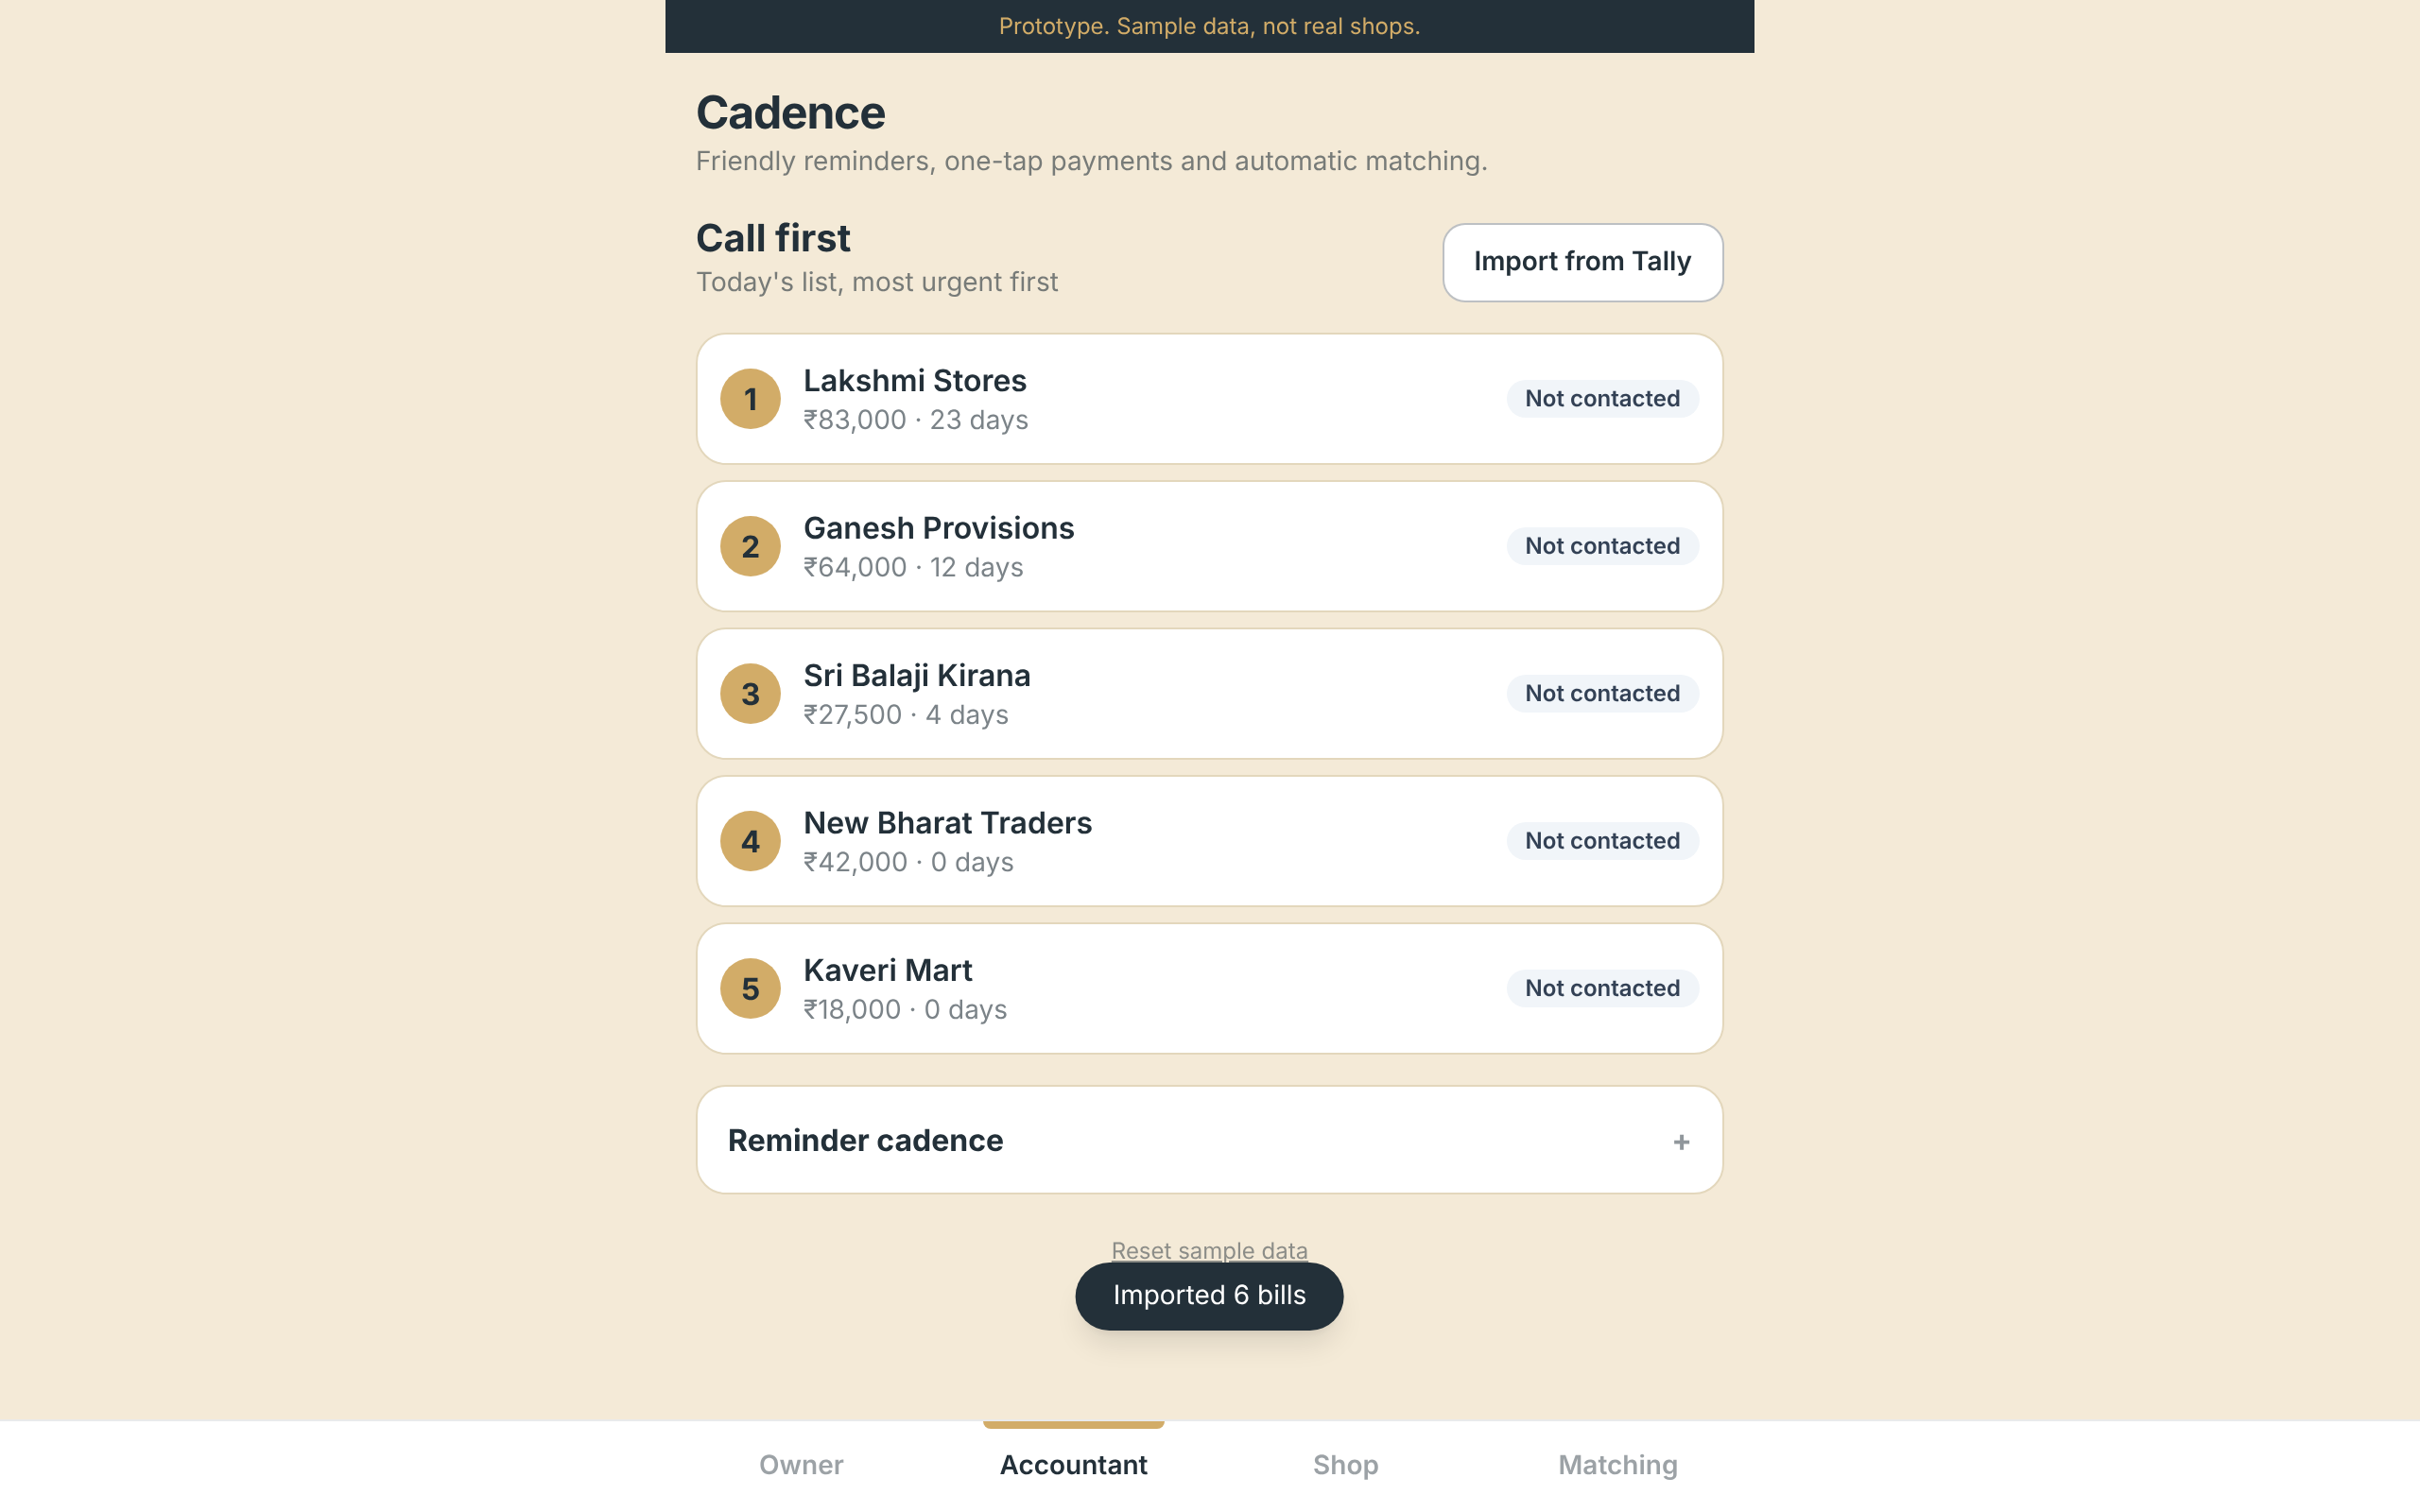 Prototype. Sample data, not real shops.
Cadence
Friendly reminders, one-tap payments and automatic matching.
Call first
Today's list, most urgent first
Import from Tally
1
Lakshmi Stores
₹83,000 · 23 days
Not contacted
2
Ganesh Provisions
₹64,000 · 12 days
Not contacted
3
Sri Balaji Kirana
₹27,500 · 4 days
Not contacted
4
New Bharat Traders
₹42,000 · 0 days
Not contacted
5
Kaveri Mart
₹18,000 · 0 days
Not contacted
Reminder cadence
+
Reset sample data
Imported 6 bills
Owner
Accountant
Shop
Matching